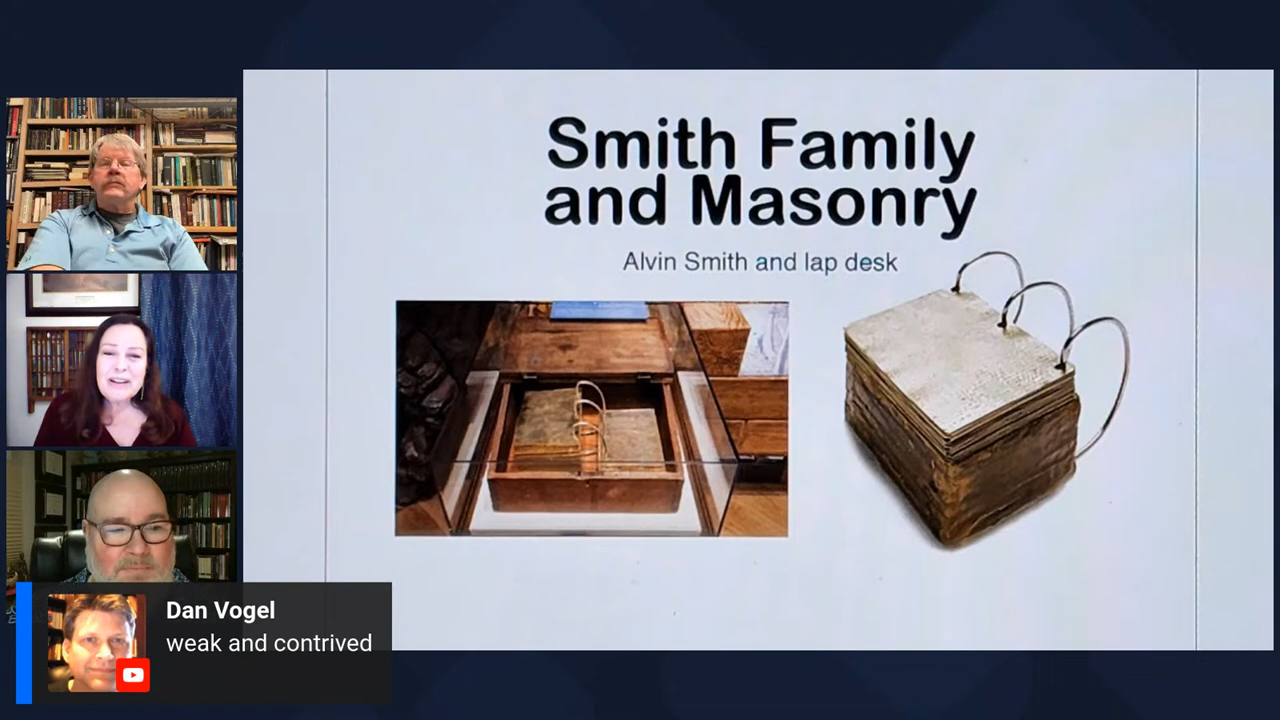 Smith Family
and Masonry
Alvin Smith and lap desk
Dan Vogel
weak and contrived